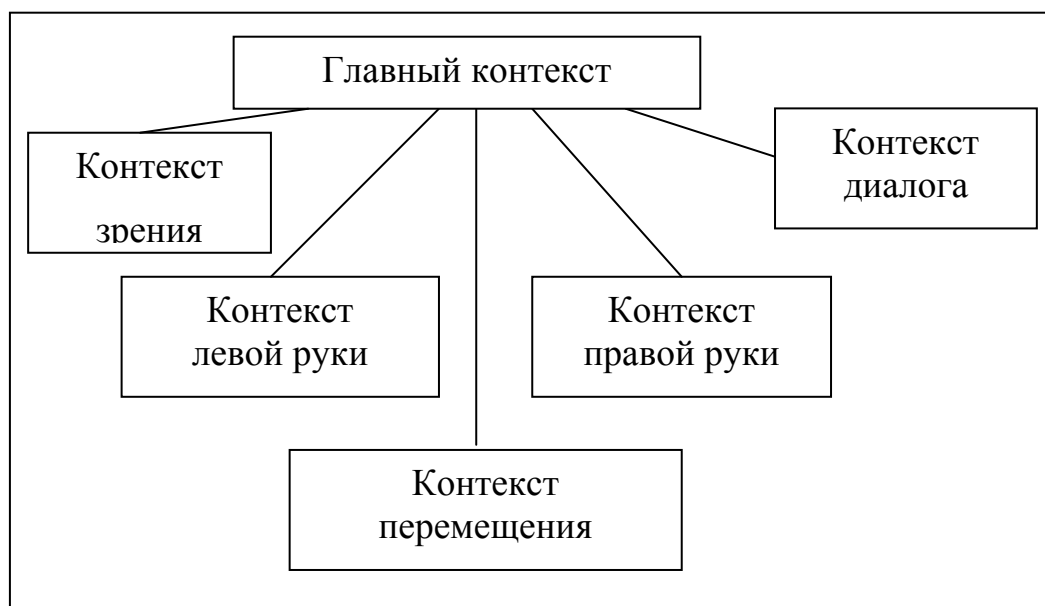 Главный контекст
Контекст
зрения
Контекст
диалога
Контекст
левой руки
Контекст
правой руки
Контекст
перемещения